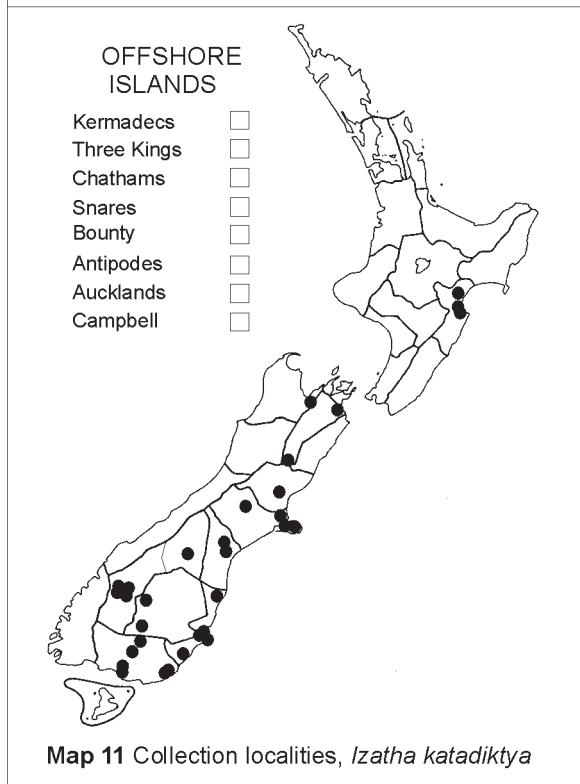 OFFSHORE
ISLANDS
Kermadecs
Three Kings
Chathams
Snares
Bounty
Antipodes
Aucklands
Campbell
Map 11 Collection localities, Izatha katadiktya